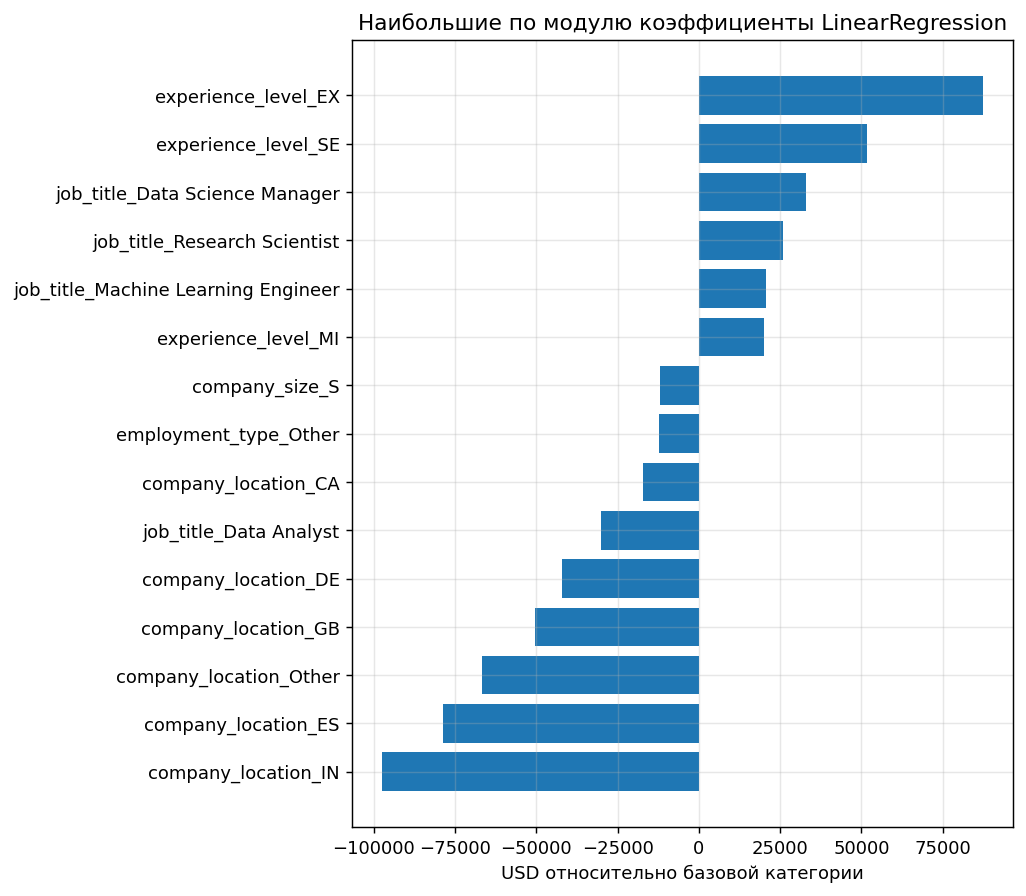 Наибольшие по модулю коэффициенты LinearRegression
experience_level_EX
experience_level_SE
job_title_Data Science Manager
job_title_Research Scientist
job_title_Machine Learning Engineer
experience_level_MI
company_size_S
employment_type_Other
company_location_CA
job_title_Data Analyst
company_location_DE
company_location_GB
company_location_Other
company_location_ES
company_location_IN
−100000 −75000 −50000 −25000 0 25000 50000 75000
USD относительно базовой категории